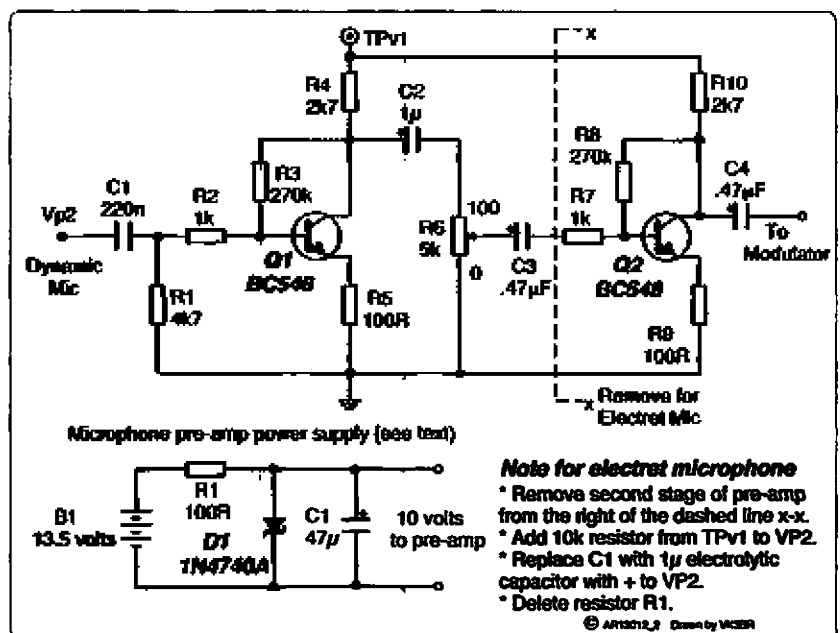 TPv1
x
R4
2k7
C2
1µ
R10
2k7
R8
270k
R3
270k
C4
.47µF
C1
220n
R2
1k
Vp2
R6
5k
100
0
R7
1k
To
Modulator
Dynamic
Mic
Q1
BC548
C3
.47µF
Q2
BC548
R1
4k7
R5
100R
R9
100R
x Remove for
Electret Mic
Microphone pre-amp power supply (see text)
R1
100R
B1
13.5 volts
D1
1N4740A
C1
47µ
10 volts
to pre-amp
Note for electret microphone
* Remove second stage of pre-amp
from the right of the dashed line x-x.
* Add 10k resistor from TPv1 to VP2.
* Replace C1 with 1µ electrolytic
capacitor with + to VP2.
* Delete resistor R1.
© AR13012_2 Drawn by